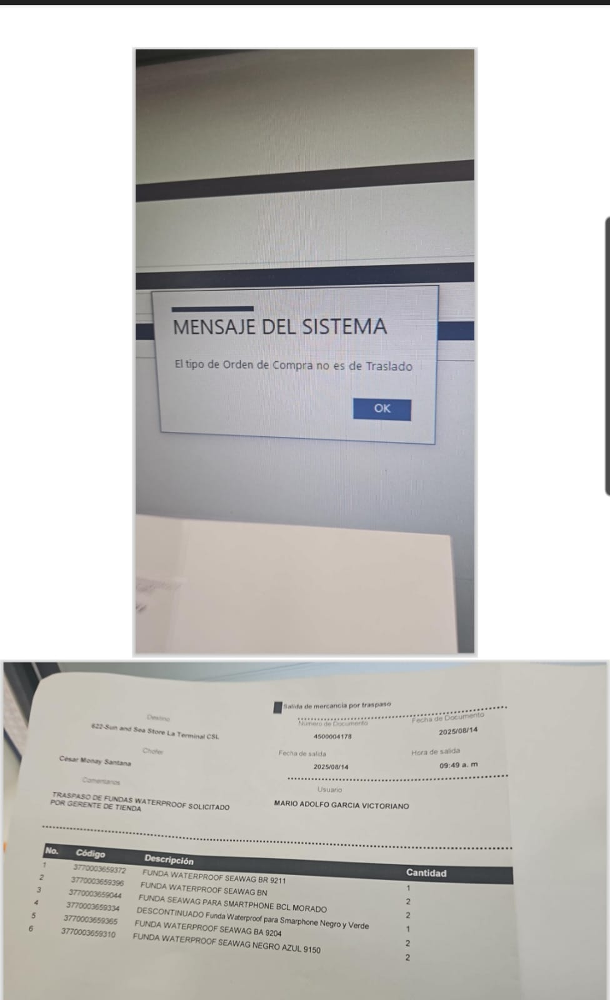 MENSAJE DEL SISTEMA
El tipo de Orden de Compra no es de Traslado
OK
Salida de mercancia por traspaso
Destino
622-Sun and Sea Store La Terminal CSL
Numero de Documento
Fecha de Documento
4500004178
2025/08/14
Chofer
Cesar Monay Santana
Fecha de salida
Hora de salida
2025/08/14
09:49 a. m
Comentarios
TRASPASO DE FUNDAS WATERPROOF SOLICITADO
POR GERENTE DE TIENDA
Usuario
MARIO ADOLFO GARCIA VICTORIANO
No. Código Descripción Cantidad
1 3770003659372 FUNDA WATERPROOF SEAWAG BR 9211 1
2 3770003659396 FUNDA WATERPROOF SEAWAG BN 2
3 3770003659044 FUNDA SEAWAG PARA SMARTPHONE BCL MORADO 2
4 3770003659334 DESCONTINUADO Funda Waterproof para Smarphone Negro y Verde 1
5 3770003659365 FUNDA WATERPROOF SEAWAG BA 9204 2
6 3770003659310 FUNDA WATERPROOF SEAWAG NEGRO AZUL 9150 2